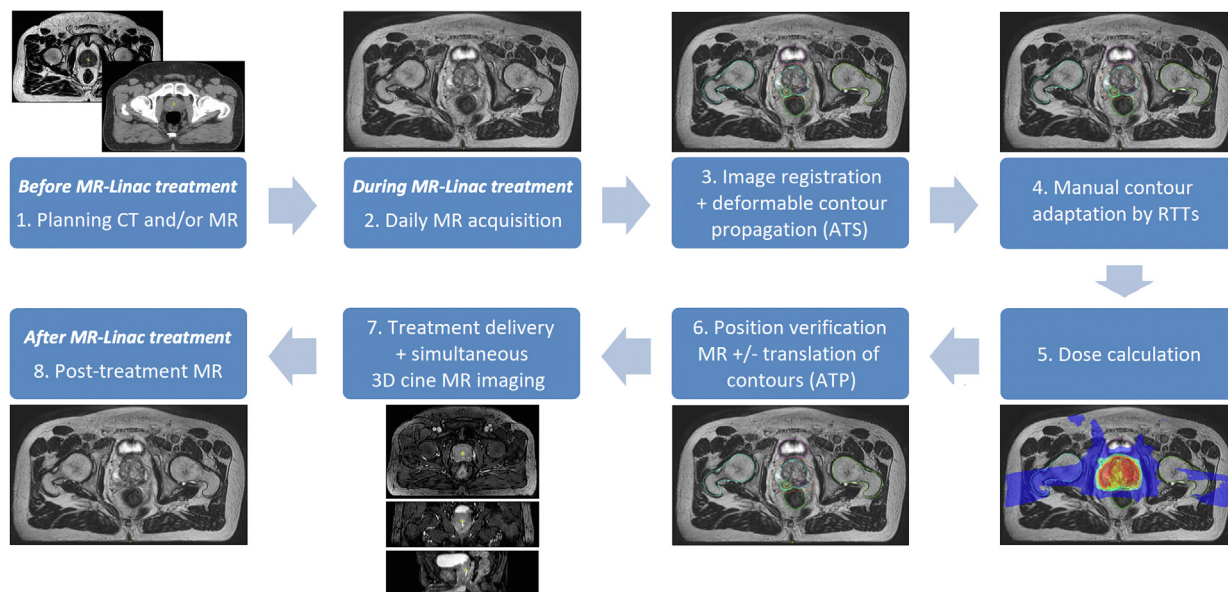 Before MR-Linac treatment
1. Planning CT and/or MR
During MR-Linac treatment
2. Daily MR acquisition
3. Image registration
+ deformable contour
propagation (ATS)
4. Manual contour
adaptation by RTTs
5. Dose calculation
6. Position verification
MR +/- translation of
contours (ATP)
7. Treatment delivery
+ simultaneous
3D cine MR imaging
After MR-Linac treatment
8. Post-treatment MR